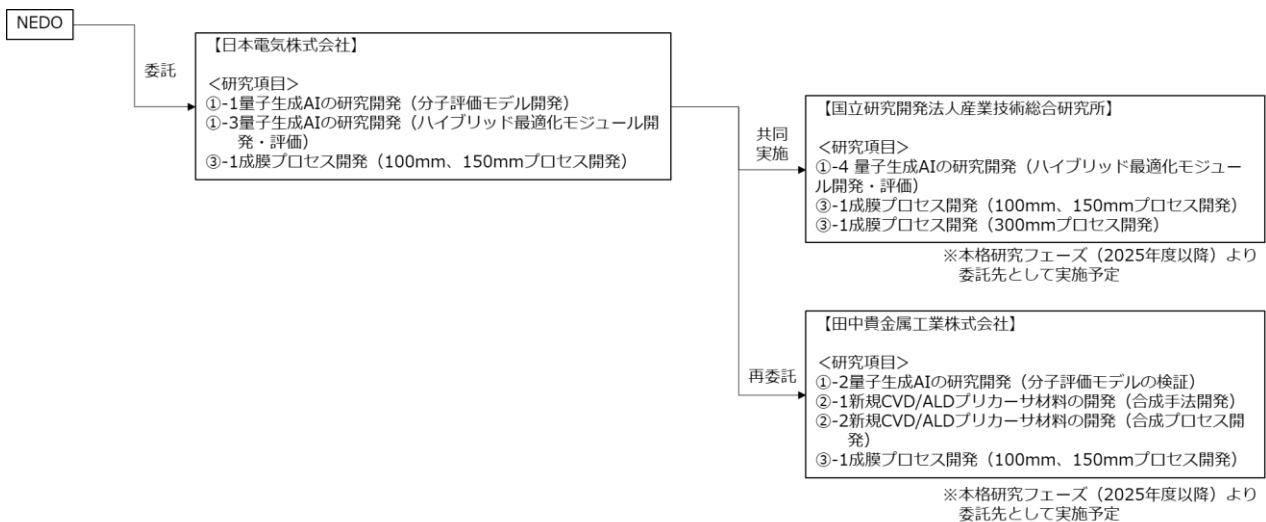 NEDO
委託
【日本電気株式会社】
＜研究項目＞
①-1量子生成AIの研究開発（分子評価モデル開発）
①-3量子生成AIの研究開発（ハイブリッド最適化モジュール開
発・評価）
③-1成膜プロセス開発（100mm、150mmプロセス開発）
共同
実施
【国立研究開発法人産業技術総合研究所】
＜研究項目＞
①-4 量子生成AIの研究開発（ハイブリッド最適化モジュー
ル開発・評価）
③-1成膜プロセス開発（100mm、150mmプロセス開発）
③-1成膜プロセス開発（300mmプロセス開発）
※本格研究フェーズ（2025年度以降）より
委託先として実施予定
再委託
【田中貴金属工業株式会社】
＜研究項目＞
①-2量子生成AIの研究開発（分子評価モデルの検証）
②-1新規CVD/ALDプリカーサ材料の開発（合成手法開発）
②-2新規CVD/ALDプリカーサ材料の開発（合成プロセス開
発）
③-1成膜プロセス開発（100mm、150mmプロセス開発）
※本格研究フェーズ（2025年度以降）より
委託先として実施予定